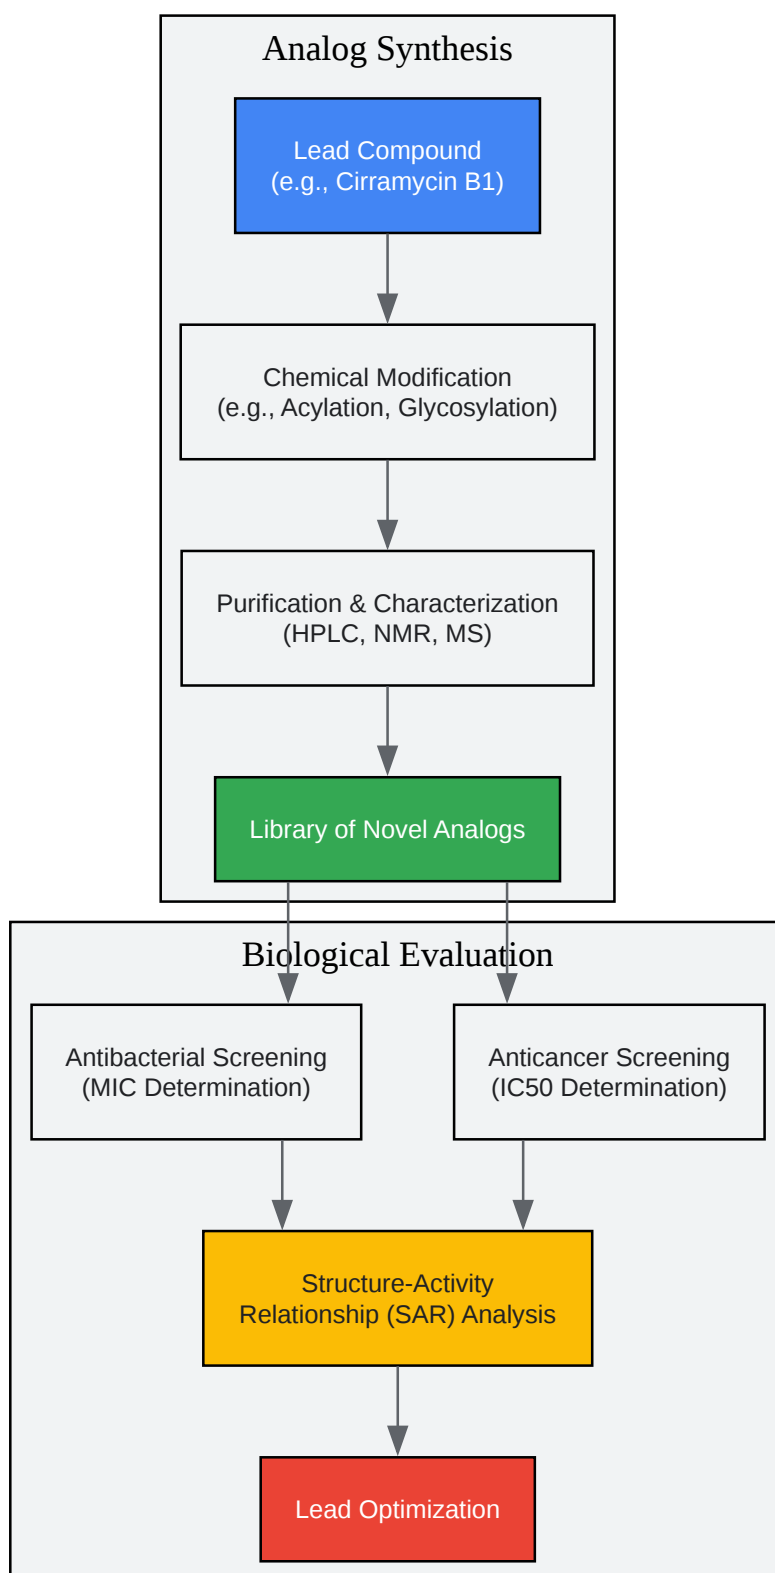 Analog Synthesis
Lead Compound
(e.g., Cirramycin B1)
Chemical Modification
(e.g., Acylation, Glycosylation)
Purification & Characterization
(HPLC, NMR, MS)
Library of Novel Analogs
Biological Evaluation
Antibacterial Screening
(MIC Determination)
Anticancer Screening
(IC50 Determination)
Structure-Activity
Relationship (SAR) Analysis
Lead Optimization